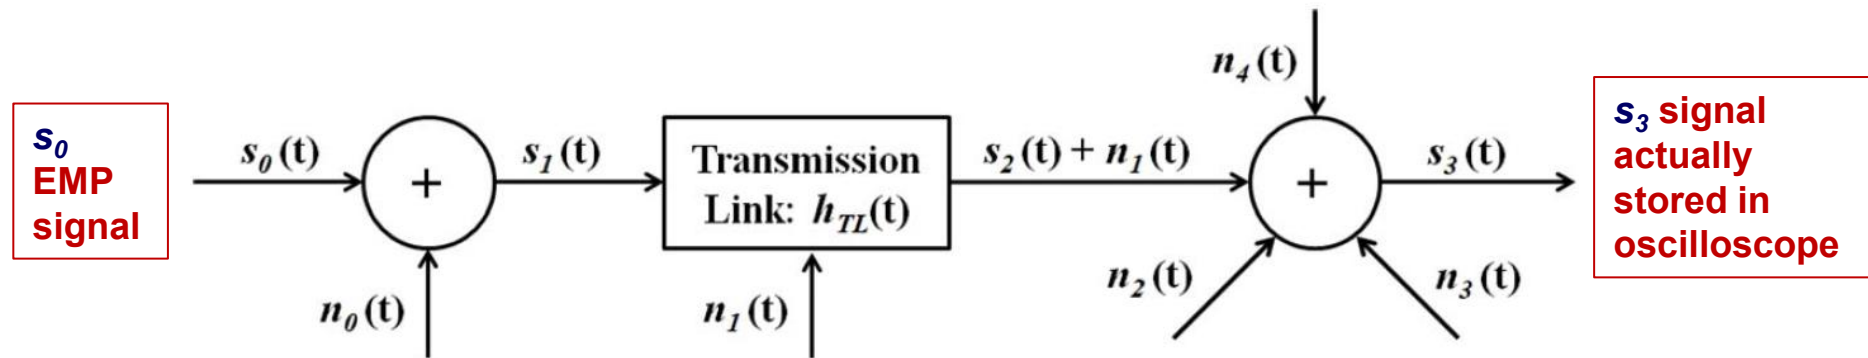 s0
EMP
signal
s0 (t)
+
n0 (t)
s1 (t)
Transmission
Link: hTL(t)
n1 (t)
s2 (t) + n1 (t)
n4 (t)
+
n2 (t)
n3 (t)
s3 (t)
s3 signal
actually
stored in
oscilloscope